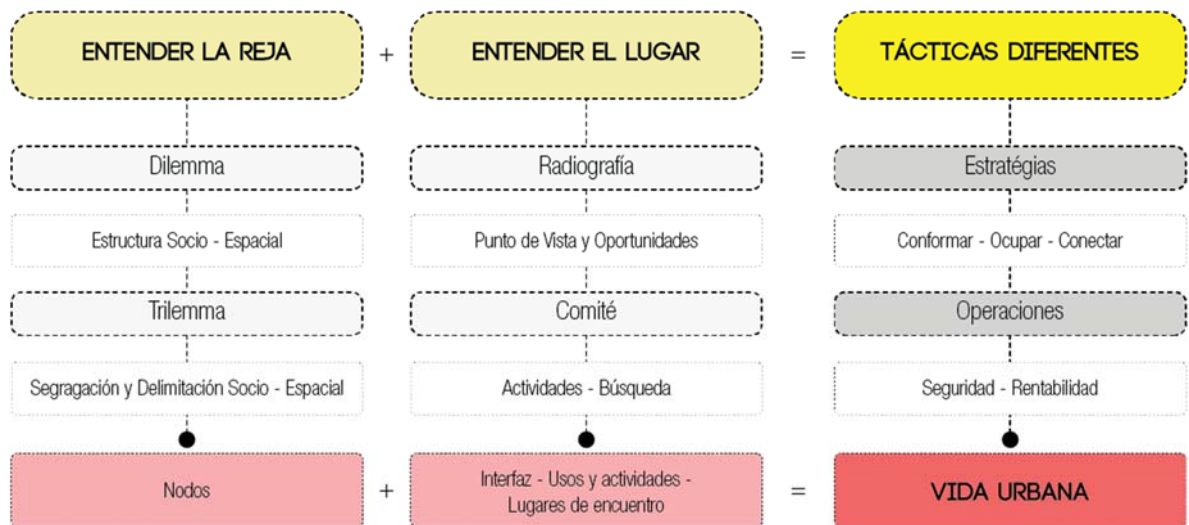 ENTENDER LA REJA + ENTENDER EL LUGAR = TÁCTICAS DIFERENTES
Dilemma
Radiografía
Estratégias
Estructura Socio - Espacial
Punto de Vista y Oportunidades
Conformar - Ocupar - Conectar
Trilemma
Comité
Operaciones
Segragación y Delimitación Socio - Espacial
Actividades - Búsqueda
Seguridad - Rentabilidad
Nodos
+
Interfaz - Usos y actividades -
Lugares de encuentro
=
VIDA URBANA